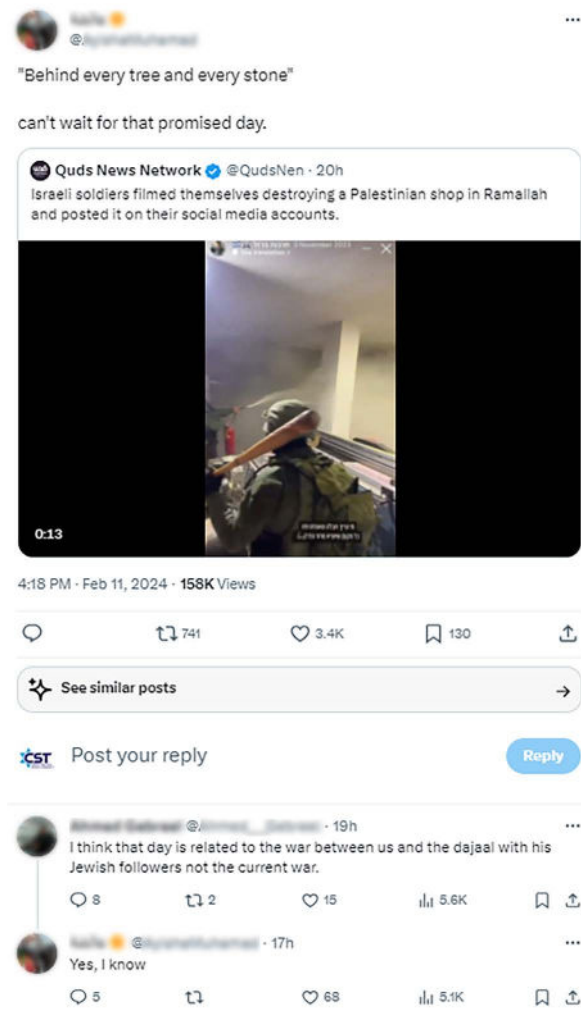 "Behind every tree and every stone"
can't wait for that promised day.
Quds News Network @QudsNen · 20h
Israeli soldiers filmed themselves destroying a Palestinian shop in Ramallah
and posted it on their social media accounts.
0:13
4:18 PM · Feb 11, 2024 · 158K Views
741 3.4K 130
See similar posts
CST Post your reply Reply
· 19h
I think that day is related to the war between us and the dajaal with his
Jewish followers not the current war.
8 2 15 5.6K
· 17h
Yes, I know
5 68 5.1K